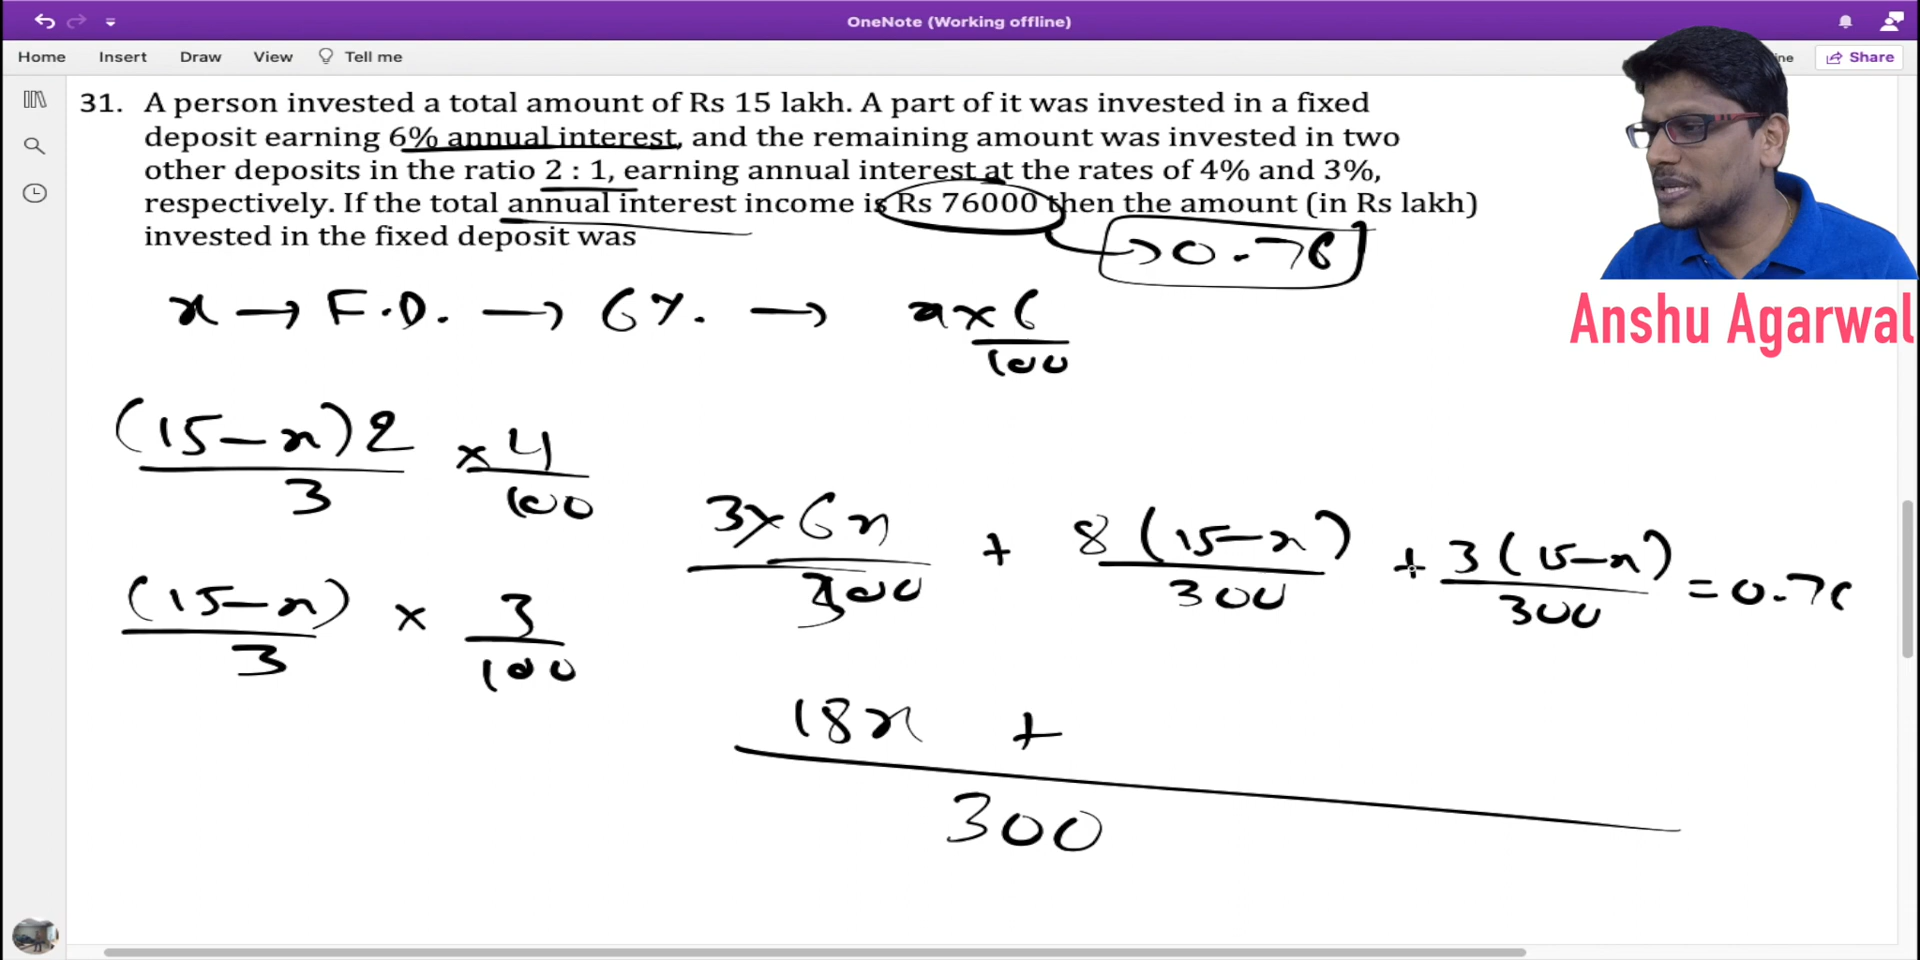 OneNote (Working offline)
Home Insert Draw View Tell me Share
31. A person invested a total amount of Rs 15 lakh. A part of it was invested in a fixed
deposit earning 6% annual interest, and the remaining amount was invested in two
other deposits in the ratio 2 : 1, earning annual interest at the rates of 4% and 3%,
respectively. If the total annual interest income is Rs 76000 then the amount (in Rs lakh)
invested in the fixed deposit was
→ 0.76
x → F.D. → 6%. → x × 6
100
Anshu Agarwal
(15-x) 2 × 4
3 100
3 × 6x + 8 (15-x) + 3 (15-x) = 0.76
300 300 300
(15-x) × 3
3 100
18x +
300